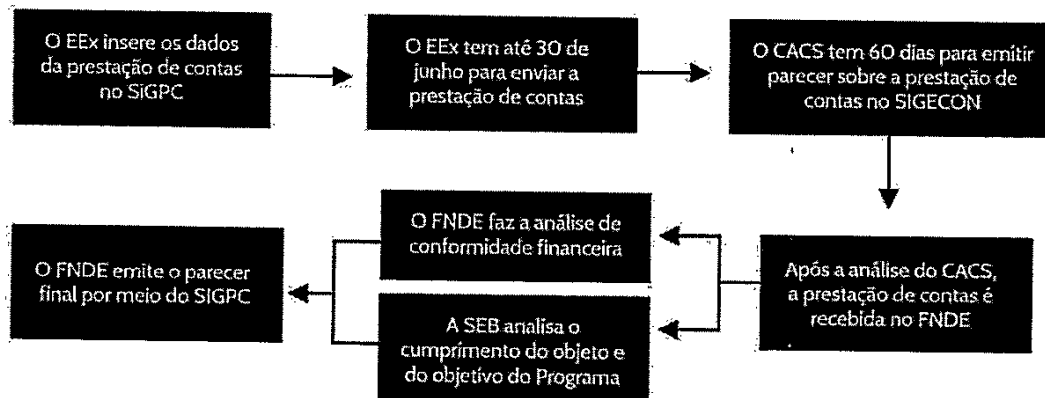 O EEx insere os dados
da prestação de contas
no SiGPC
O EEx tem até 30 de
junho para enviar a
prestação de contas
O CACS tem 60 dias para emitir
parecer sobre a prestação de
contas no SIGECON
Após a análise do CACS,
a prestação de contas é
recebida no FNDE
O FNDE faz a análise de
conformidade financeira
A SEB analisa o
cumprimento do objeto e
do objetivo do Programa
O FNDE emite o parecer
final por meio do SIGPC